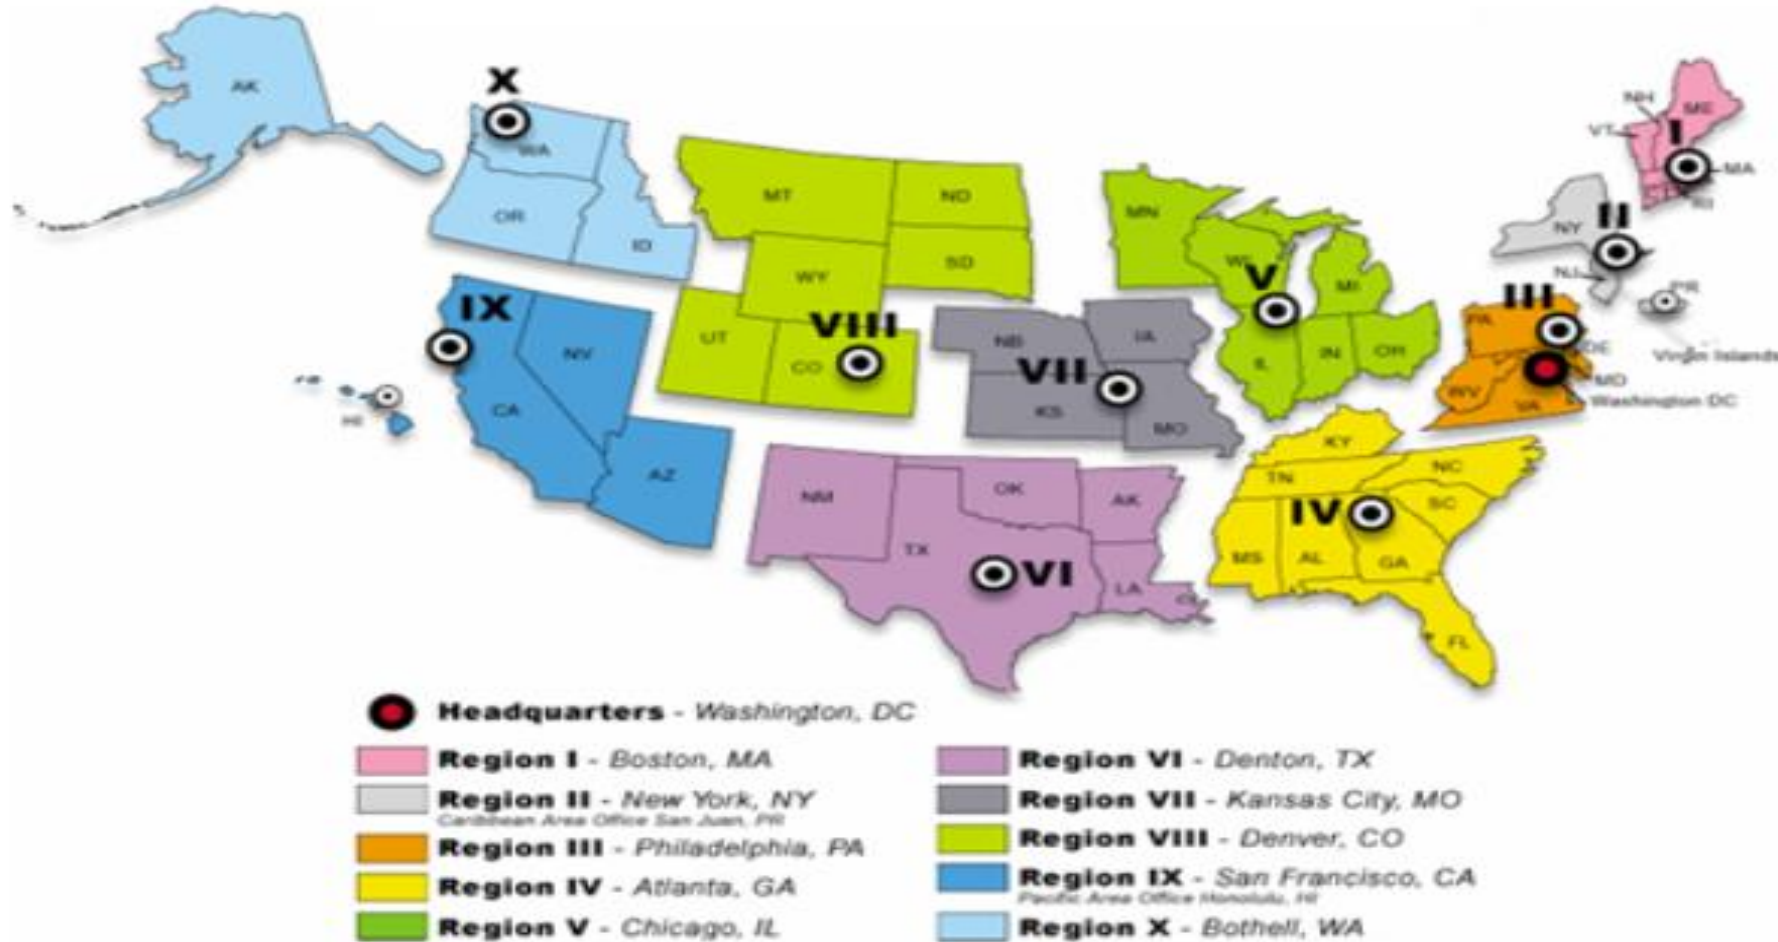 AK
X
WA
OR
ID
MT
ND
SD
WY
UT
CO
VIII
IX
NV
CA
AZ
HI
NB
IA
VII
KS
MO
MN
WI
V
MI
IL
IN
OH
NM
OK
AK
TX
VI
LA
KY
TN
NC
SC
IV
MS
AL
GA
FL
ME
NH
VT
I
MA
RI
NY
II
NJ
PR
Virgin Islands
III
PA
DE
MD
Washington DC
WV
VA
Headquarters - Washington, DC
Region I - Boston, MA
Region II - New York, NY
Caribbean Area Office San Juan, PR
Region III - Philadelphia, PA
Region IV - Atlanta, GA
Region V - Chicago, IL
Region VI - Denton, TX
Region VII - Kansas City, MO
Region VIII - Denver, CO
Region IX - San Francisco, CA
Pacific Area Office Honolulu, HI
Region X - Bothell, WA